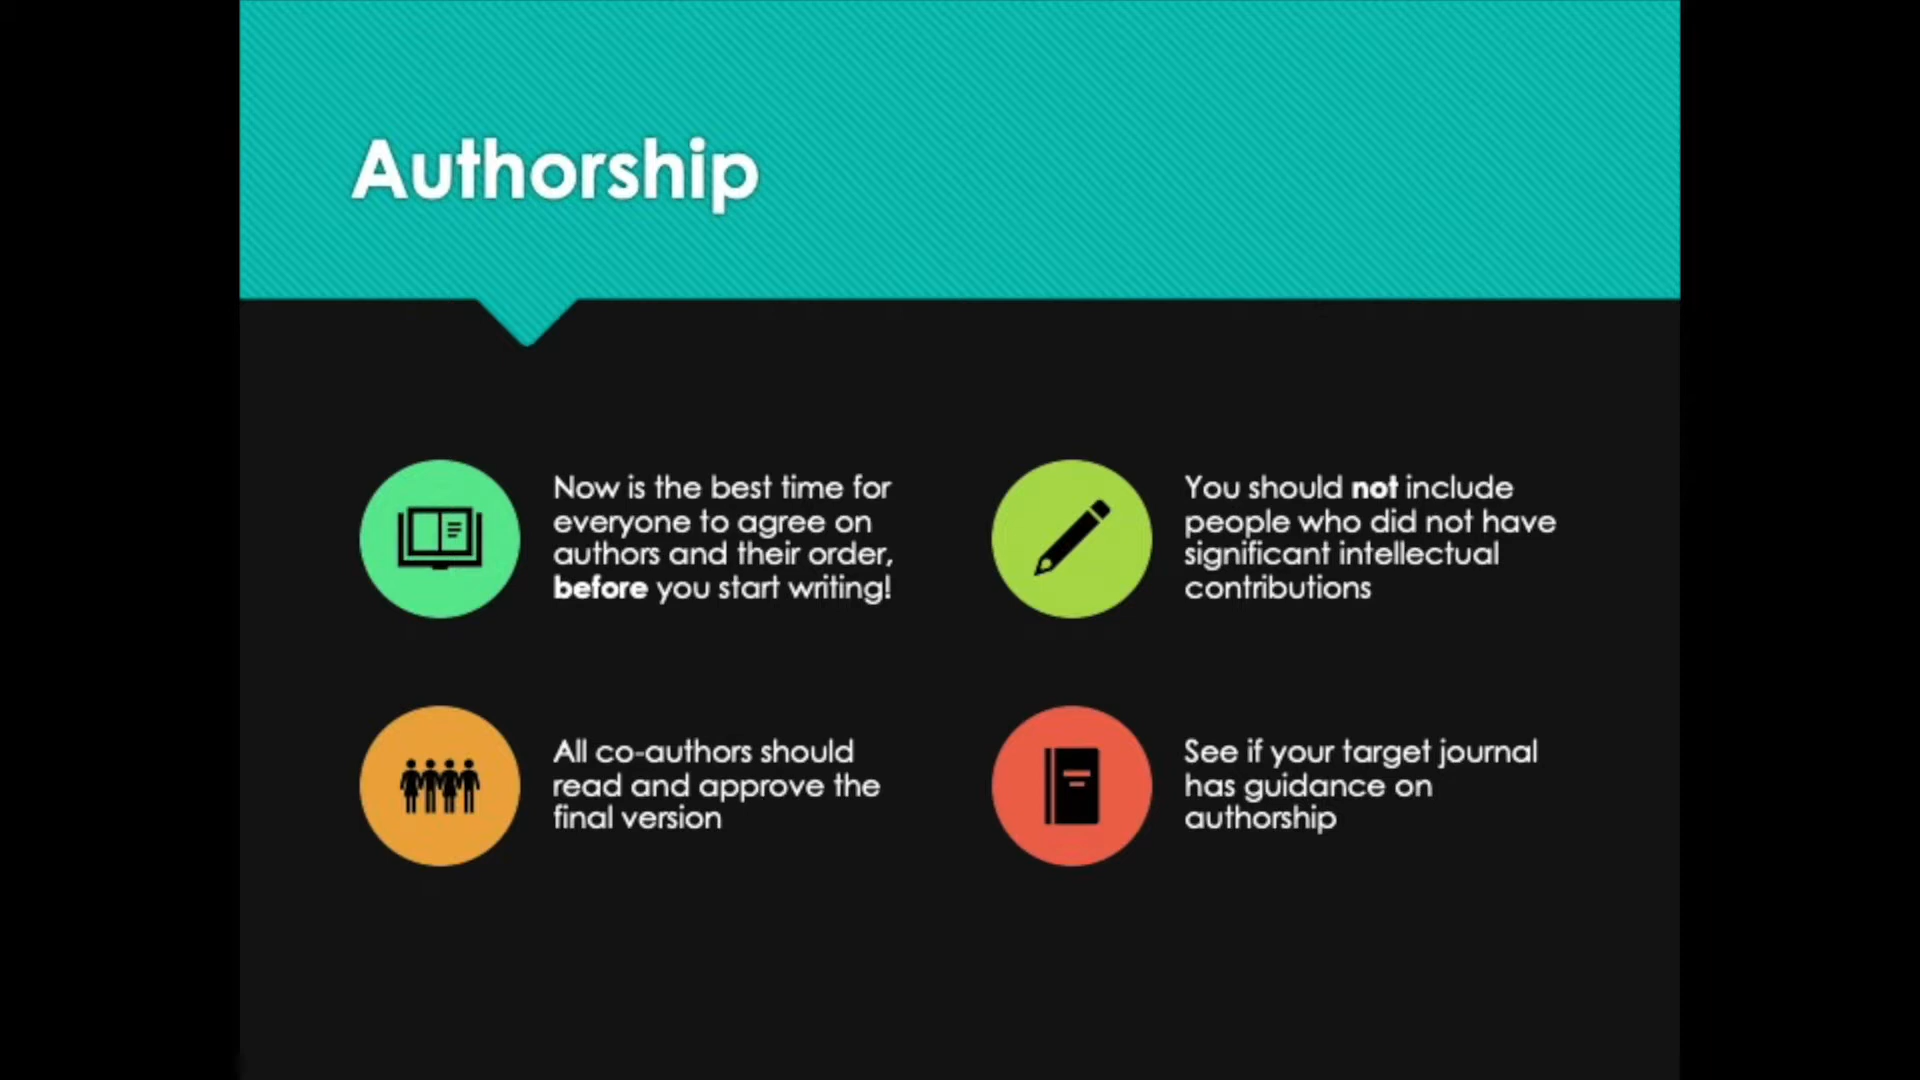 Authorship
Now is the best time for
everyone to agree on
authors and their order,
before you start writing!
You should not include
people who did not have
significant intellectual
contributions
All co-authors should
read and approve the
final version
See if your target journal
has guidance on
authorship